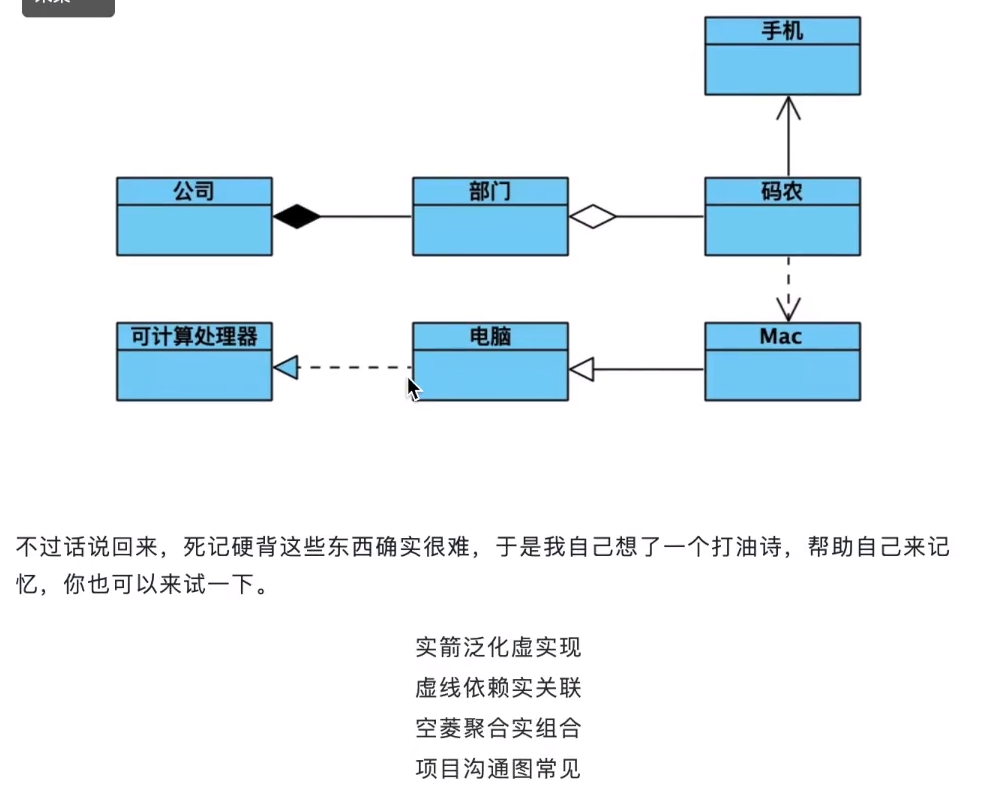 手机
公司
部门
码农
可计算处理器
电脑
Mac
不过话说回来，死记硬背这些东西确实很难，于是我自己想了一个打油诗，帮助自己来记
忆，你也可以来试一下。
实箭泛化虚实现
虚线依赖实关联
空菱聚合实组合
项目沟通图常见